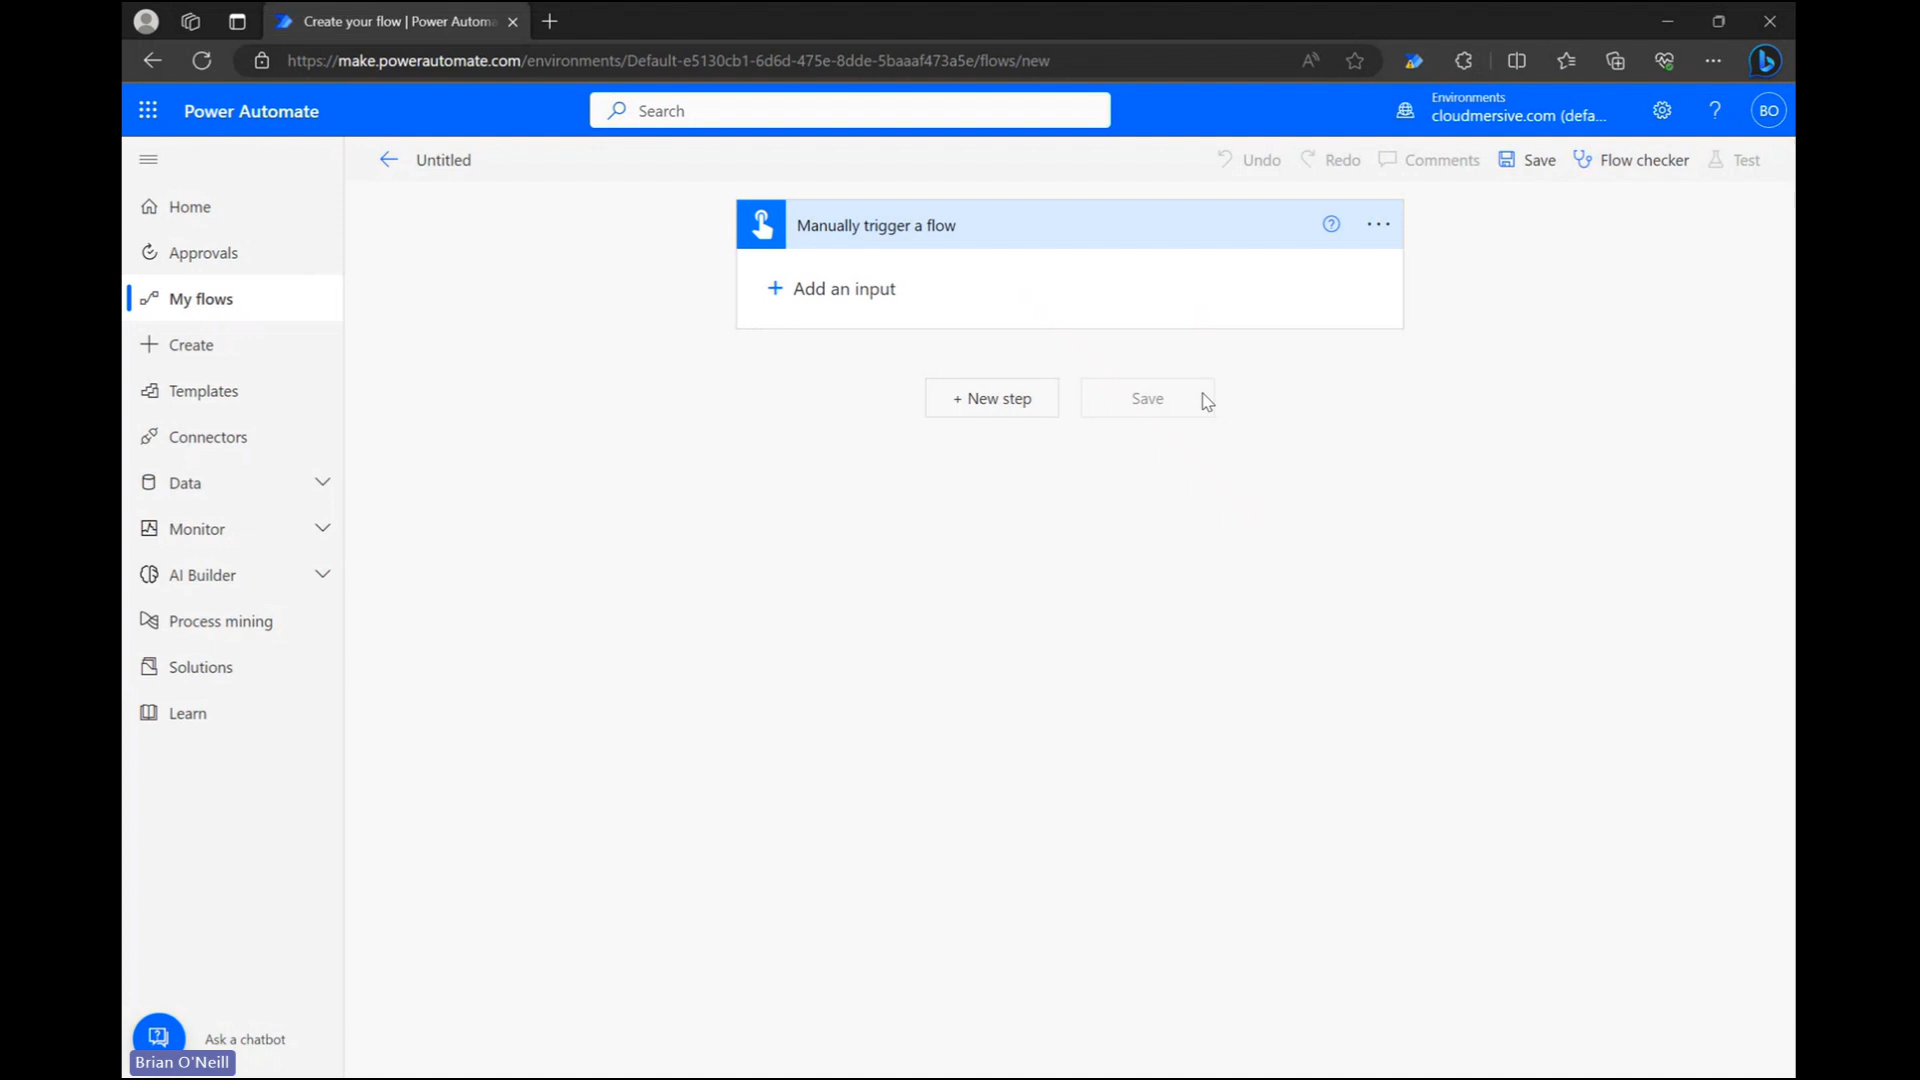 Create your flow | Power Automa
https://make.powerautomate.com/environments/Default-e5130cb1-6d6d-475e-8dde-5baaaf473a5e/flows/new
Power Automate
Search
Environments
cloudmersive.com (defa...
BO
Untitled
Undo
Redo
Comments
Save
Flow checker
Test
Home
Approvals
My flows
Create
Templates
Connectors
Data
Monitor
AI Builder
Process mining
Solutions
Learn
Manually trigger a flow
+ Add an input
+ New step
Save
Ask a chatbot
Brian O'Neill